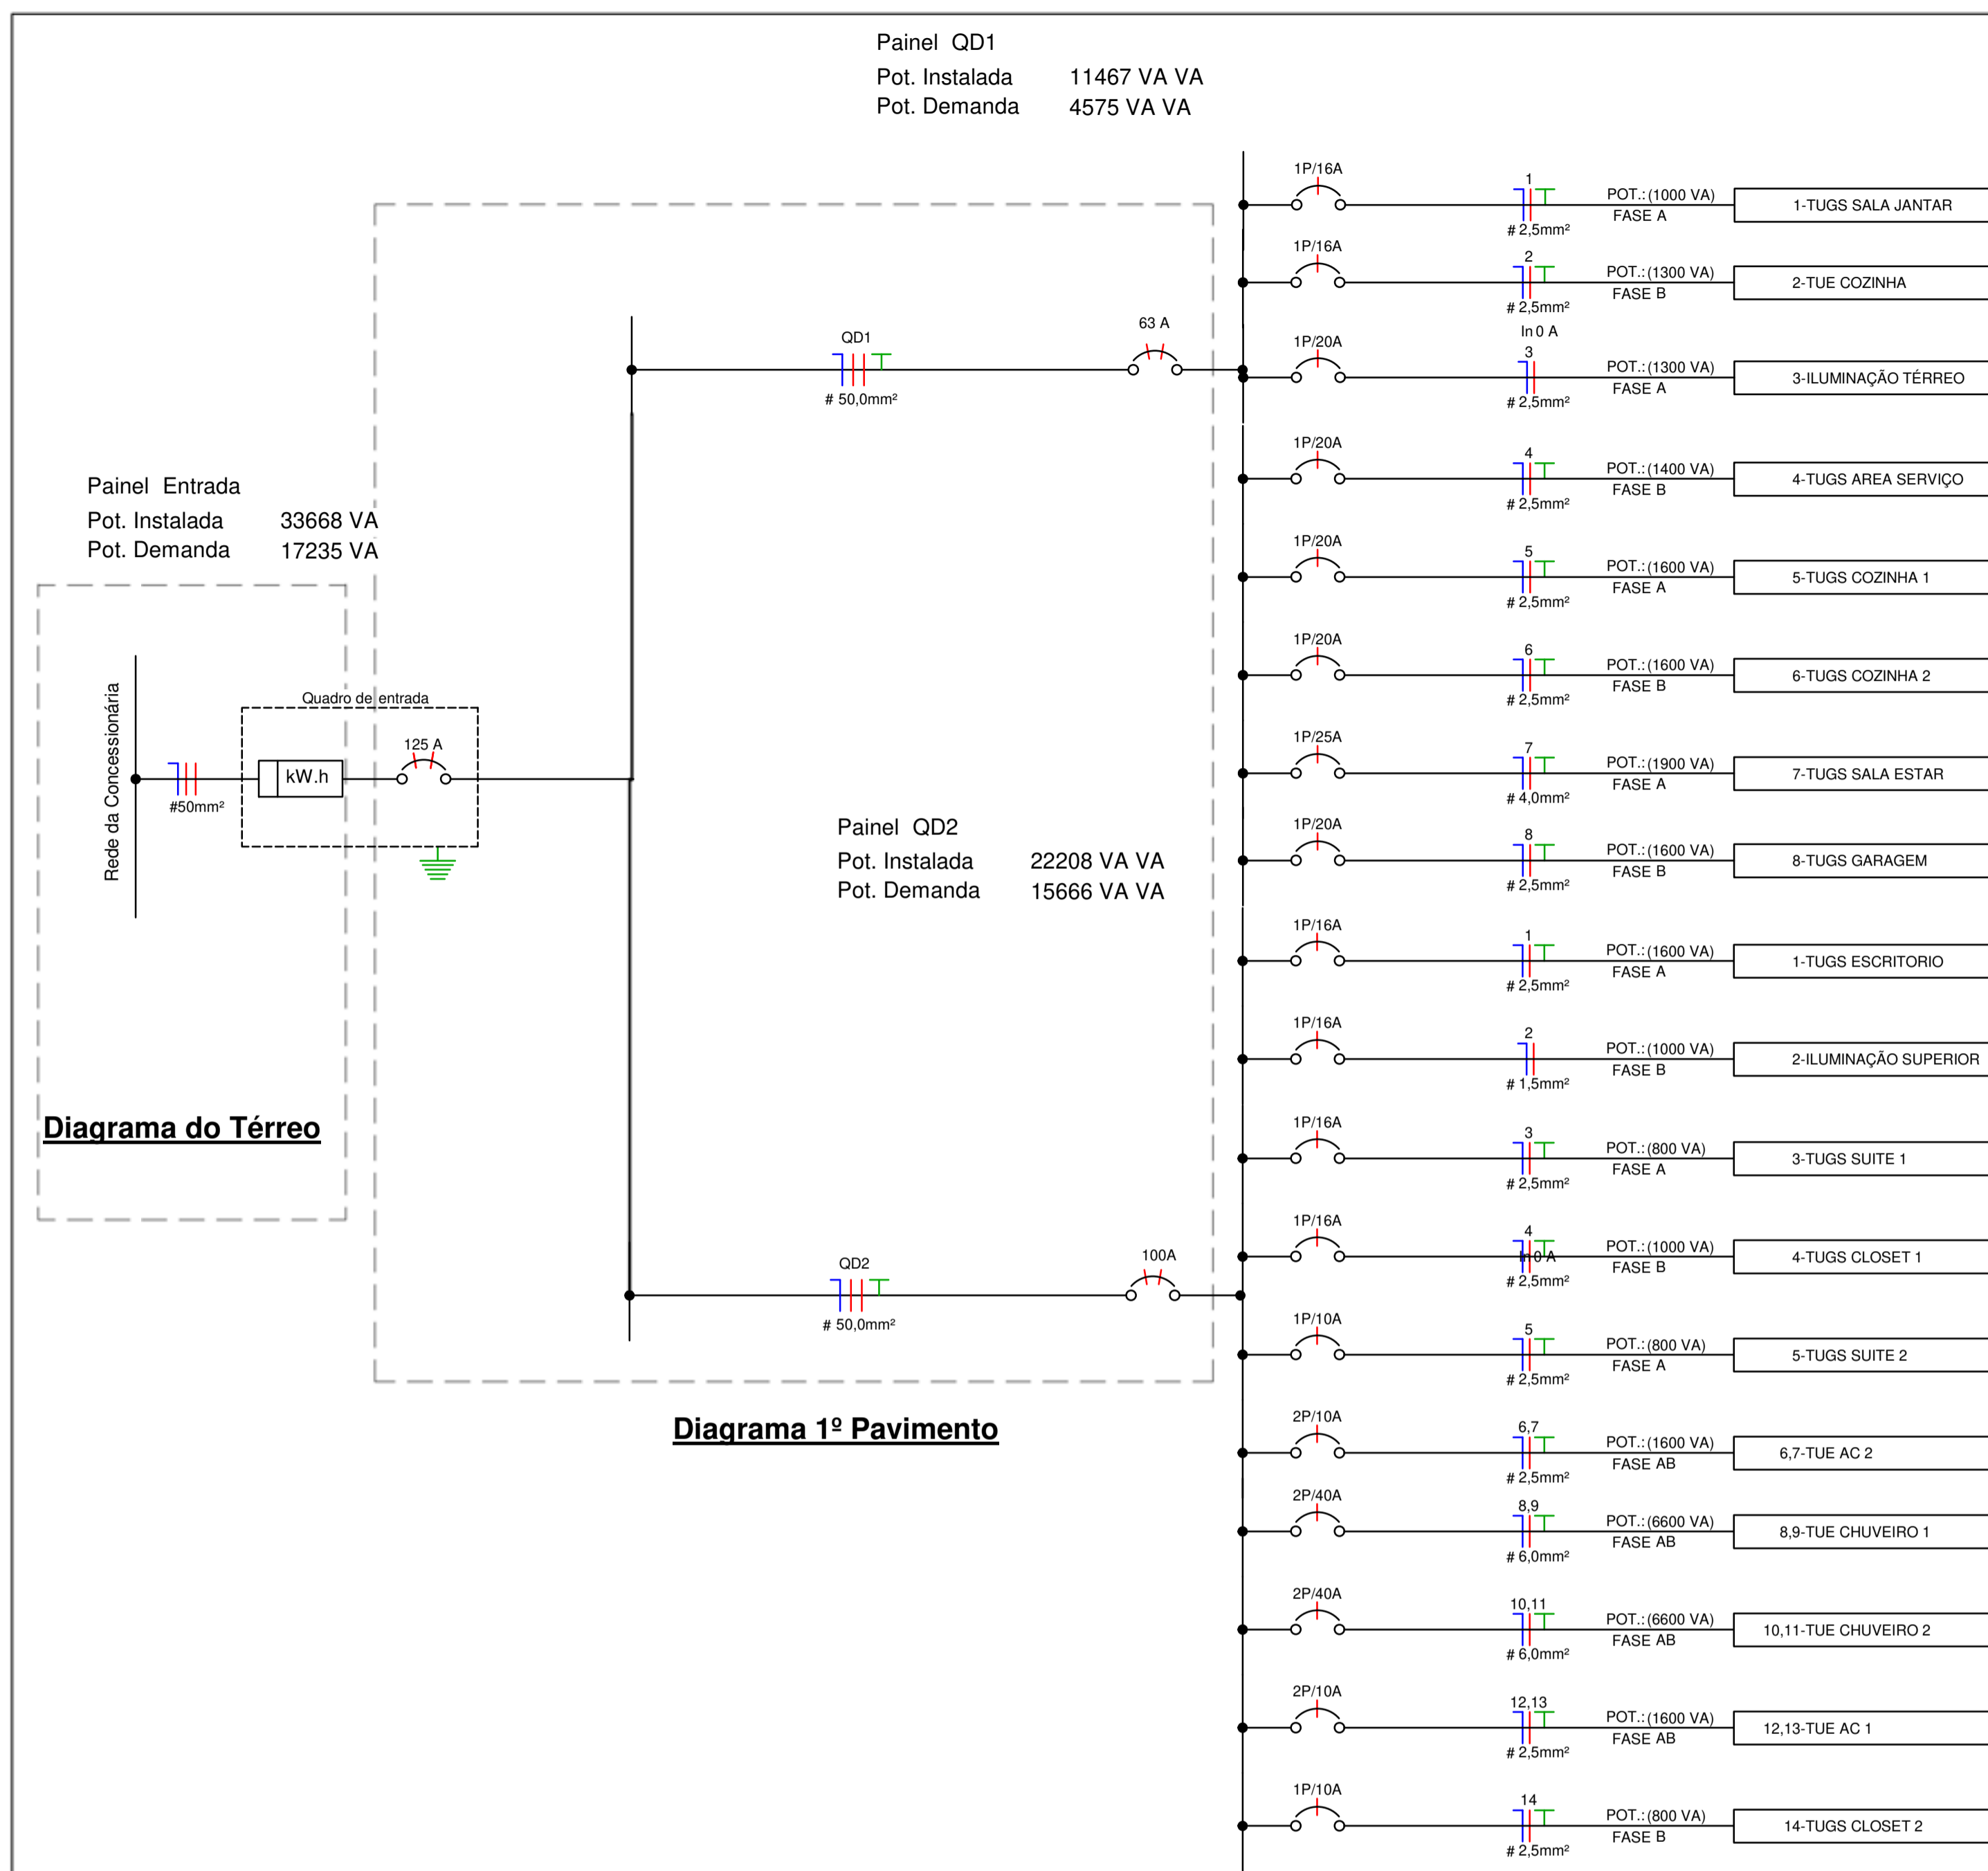 Painel QD1
Pot. Instalada 11467 VA VA
Pot. Demanda 4575 VA VA
Painel Entrada
Pot. Instalada 33668 VA
Pot. Demanda 17235 VA
Rede da Concessionária
#50mm²
Quadro de entrada
kW.h
125 A
Diagrama do Térreo
QD1
# 50,0mm²
63 A
Painel QD2
Pot. Instalada 22208 VA VA
Pot. Demanda 15666 VA VA
QD2
# 50,0mm²
100A
Diagrama 1º Pavimento
1P/16A 1 POT.: (1000 VA)
# 2,5mm² FASE A 1-TUGS SALA JANTAR
1P/16A 2 POT.: (1300 VA)
# 2,5mm² FASE B 2-TUE COZINHA
In 0 A
1P/20A 3 POT.: (1300 VA)
# 2,5mm² FASE A 3-ILUMINAÇÃO TÉRREO
1P/20A 4 POT.: (1400 VA)
# 2,5mm² FASE B 4-TUGS AREA SERVIÇO
1P/20A 5 POT.: (1600 VA)
# 2,5mm² FASE A 5-TUGS COZINHA 1
1P/20A 6 POT.: (1600 VA)
# 2,5mm² FASE B 6-TUGS COZINHA 2
1P/25A 7 POT.: (1900 VA)
# 4,0mm² FASE A 7-TUGS SALA ESTAR
1P/20A 8 POT.: (1600 VA)
# 2,5mm² FASE B 8-TUGS GARAGEM
1P/16A 1 POT.: (1600 VA)
# 2,5mm² FASE A 1-TUGS ESCRITORIO
1P/16A 2 POT.: (1000 VA)
# 1,5mm² FASE B 2-ILUMINAÇÃO SUPERIOR
1P/16A 3 POT.: (800 VA)
# 2,5mm² FASE A 3-TUGS SUITE 1
1P/16A 4 POT.: (1000 VA)
In 0 A
# 2,5mm² FASE B 4-TUGS CLOSET 1
1P/10A 5 POT.: (800 VA)
# 2,5mm² FASE A 5-TUGS SUITE 2
2P/10A 6,7 POT.: (1600 VA)
# 2,5mm² FASE AB 6,7-TUE AC 2
2P/40A 8,9 POT.: (6600 VA)
# 6,0mm² FASE AB 8,9-TUE CHUVEIRO 1
2P/40A 10,11 POT.: (6600 VA)
# 6,0mm² FASE AB 10,11-TUE CHUVEIRO 2
2P/10A 12,13 POT.: (1600 VA)
# 2,5mm² FASE AB 12,13-TUE AC 1
1P/10A 14 POT.: (800 VA)
# 2,5mm² FASE B 14-TUGS CLOSET 2